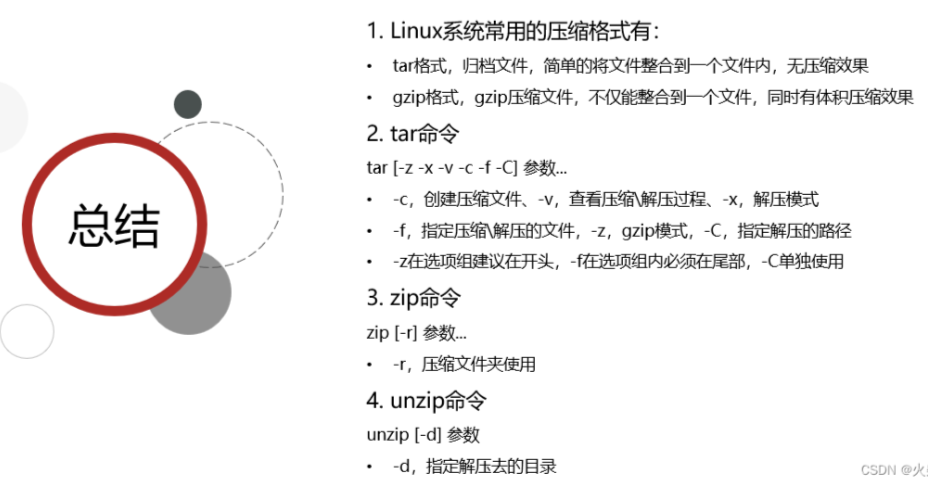 总结
1. Linux系统常用的压缩格式有：
• tar格式，归档文件，简单的将文件整合到一个文件内，无压缩效果
• gzip格式，gzip压缩文件，不仅能整合到一个文件，同时有体积压缩效果
2. tar命令
tar [-z -x -v -c -f -C] 参数...
• -c，创建压缩文件、-v，查看压缩\解压过程、-x，解压模式
• -f，指定压缩\解压的文件，-z，gzip模式，-C，指定解压的路径
• -z在选项组建议在开头，-f在选项组内必须在尾部，-C单独使用
3. zip命令
zip [-r] 参数...
• -r，压缩文件夹使用
4. unzip命令
unzip [-d] 参数
• -d，指定解压去的目录
CSDN @火